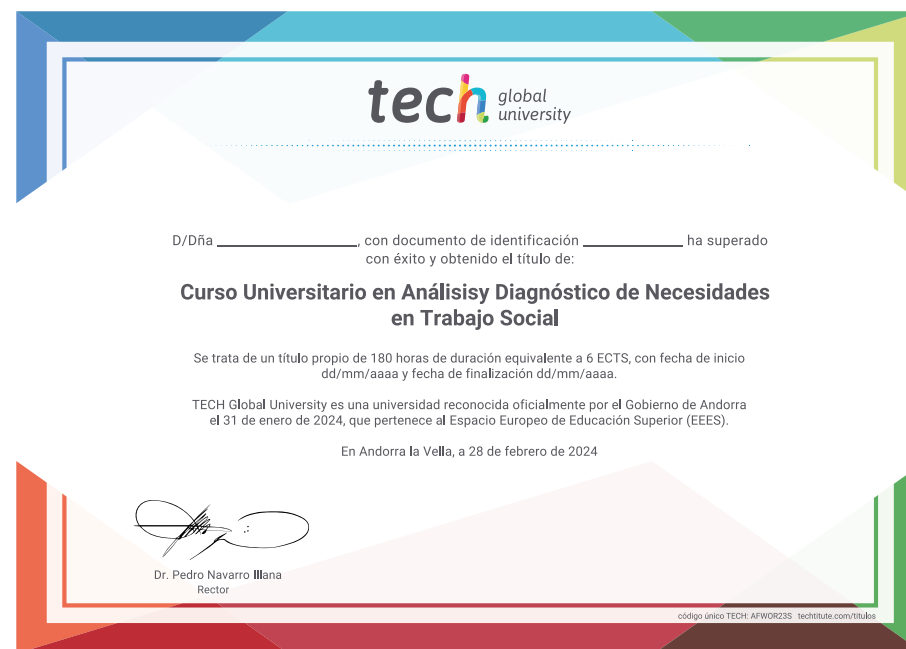 tech global university
D/Dña ____________________, con documento de identificación ______________ ha superado
con éxito y obtenido el título de:
Curso Universitario en Análisisy Diagnóstico de Necesidades
en Trabajo Social
Se trata de un título propio de 180 horas de duración equivalente a 6 ECTS, con fecha de inicio
dd/mm/aaaa y fecha de finalización dd/mm/aaaa.
TECH Global University es una universidad reconocida oficialmente por el Gobierno de Andorra
el 31 de enero de 2024, que pertenece al Espacio Europeo de Educación Superior (EEES).
En Andorra la Vella, a 28 de febrero de 2024
Dr. Pedro Navarro Illana
Rector
código único TECH: AFWOR23S techtitute.com/titulos